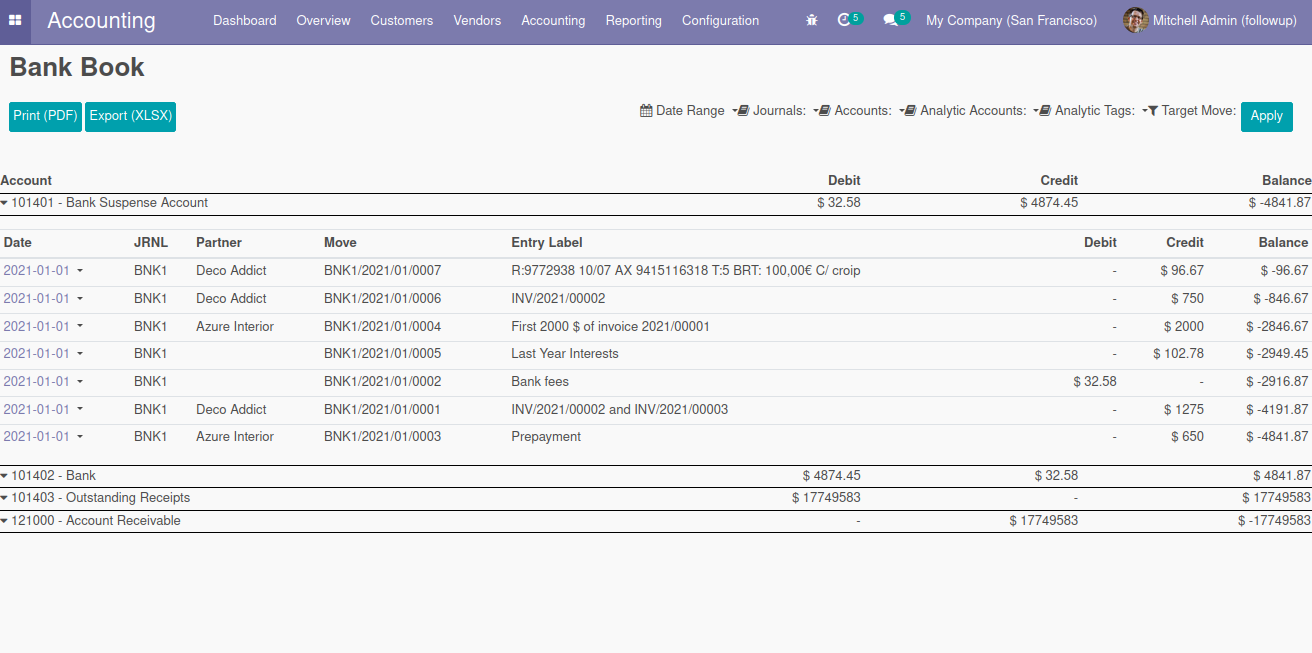 Accounting Dashboard Overview Customers Vendors Accounting Reporting Configuration 5 5 My Company (San Francisco) Mitchell Admin (followup)
Bank Book
Print (PDF) Export (XLSX) Date Range Journals: Accounts: Analytic Accounts: Analytic Tags: Target Move: Apply
Account Debit Credit Balance
101401 - Bank Suspense Account $ 32.58 $ 4874.45 $ -4841.87
Date JRNL Partner Move Entry Label Debit Credit Balance
2021-01-01 BNK1 Deco Addict BNK1/2021/01/0007 R:9772938 10/07 AX 9415116318 T:5 BRT: 100,00€ C/ croip - $ 96.67 $ -96.67
2021-01-01 BNK1 Deco Addict BNK1/2021/01/0006 INV/2021/00002 - $ 750 $ -846.67
2021-01-01 BNK1 Azure Interior BNK1/2021/01/0004 First 2000 $ of invoice 2021/00001 - $ 2000 $ -2846.67
2021-01-01 BNK1 BNK1/2021/01/0005 Last Year Interests - $ 102.78 $ -2949.45
2021-01-01 BNK1 BNK1/2021/01/0002 Bank fees $ 32.58 - $ -2916.87
2021-01-01 BNK1 Deco Addict BNK1/2021/01/0001 INV/2021/00002 and INV/2021/00003 - $ 1275 $ -4191.87
2021-01-01 BNK1 Azure Interior BNK1/2021/01/0003 Prepayment - $ 650 $ -4841.87
101402 - Bank $ 4874.45 $ 32.58 $ 4841.87
101403 - Outstanding Receipts $ 17749583 - $ 17749583
121000 - Account Receivable - $ 17749583 $ -17749583